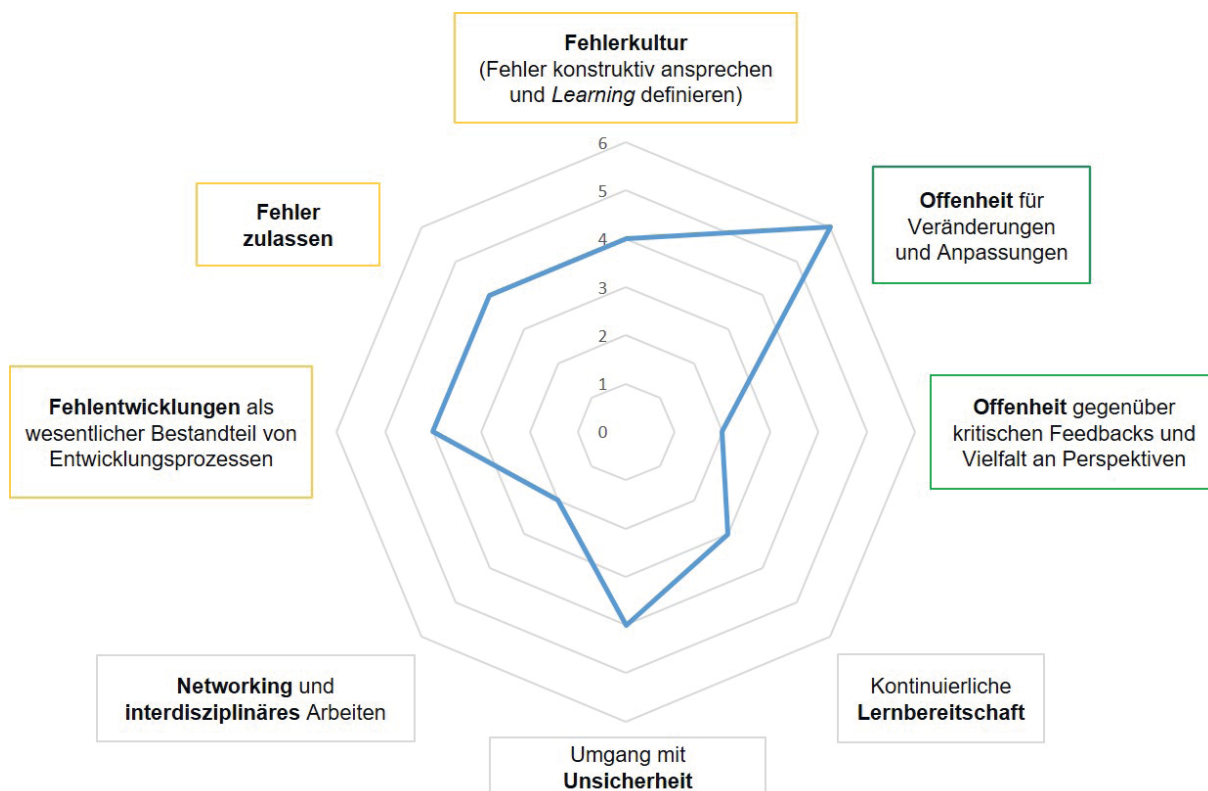 Fehlerkultur
(Fehler konstruktiv ansprechen
und Learning definieren)
Offenheit für
Veränderungen
und Anpassungen
Offenheit gegenüber
kritischen Feedbacks und
Vielfalt an Perspektiven
Kontinuierliche
Lernbereitschaft
Umgang mit
Unsicherheit
Networking und
interdisziplinäres Arbeiten
Fehlentwicklungen als
wesentlicher Bestandteil von
Entwicklungsprozessen
Fehler
zulassen
6
5
4
3
2
1
0